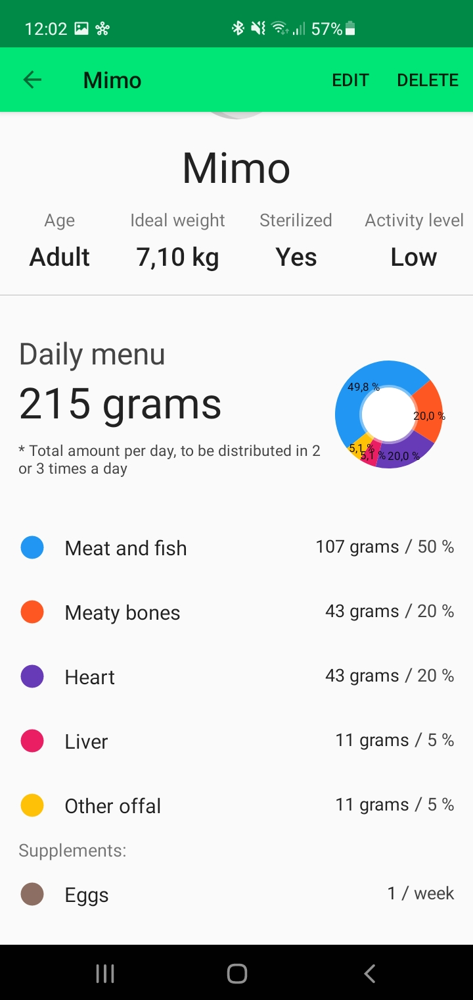 12:02 57%
Mimo EDIT DELETE
Mimo
Age Ideal weight Sterilized Activity level
Adult 7,10 kg Yes Low
Daily menu
215 grams
* Total amount per day, to be distributed in 2
or 3 times a day
49,8 %
20,0 %
5,1 %
5,1 % 20,0 %
Meat and fish 107 grams / 50 %
Meaty bones 43 grams / 20 %
Heart 43 grams / 20 %
Liver 11 grams / 5 %
Other offal 11 grams / 5 %
Supplements:
Eggs 1 / week